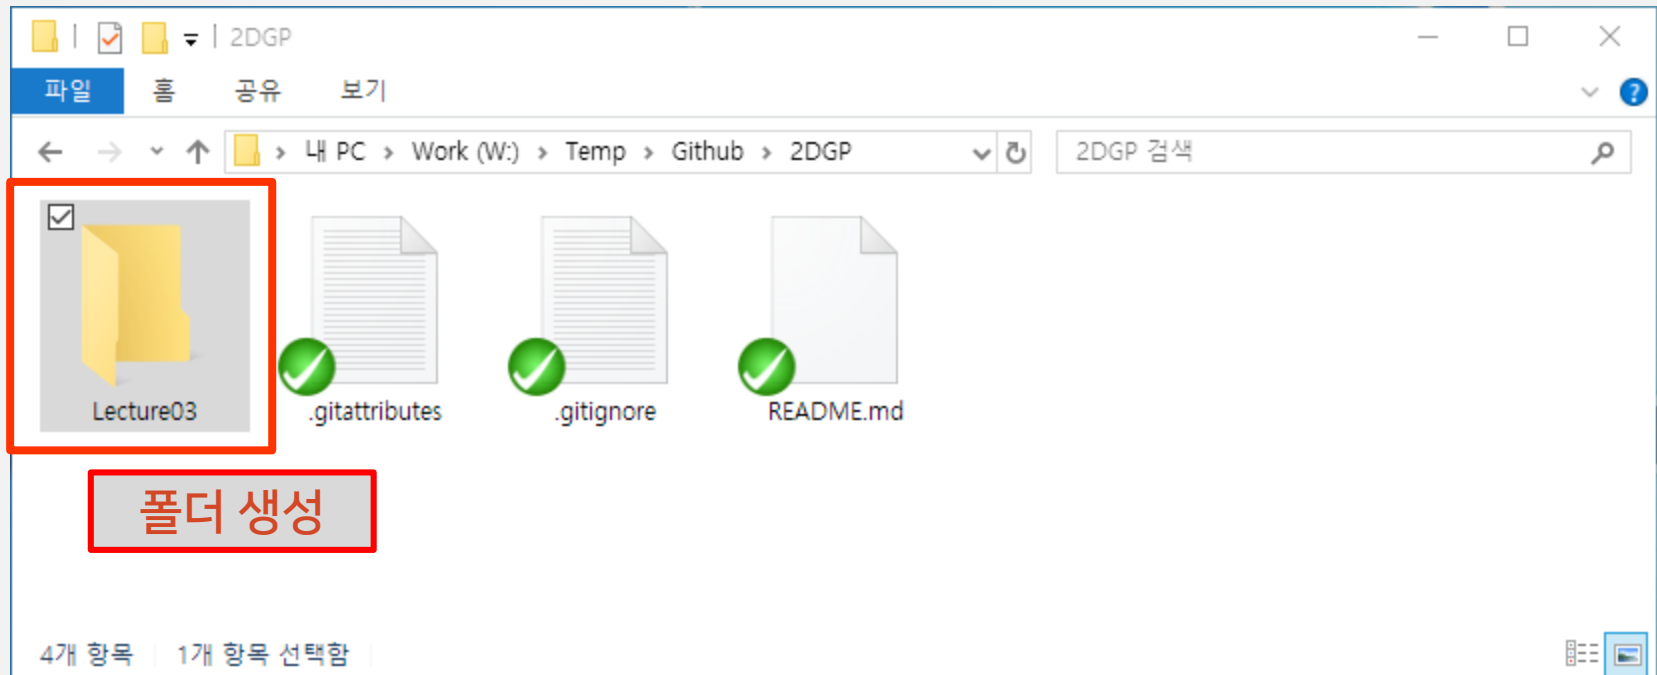 2DGP
파일 홈 공유 보기
내 PC > Work (W:) > Temp > Github > 2DGP
2DGP 검색
Lecture03 .gitattributes .gitignore README.md
폴더 생성
4개 항목 1개 항목 선택함